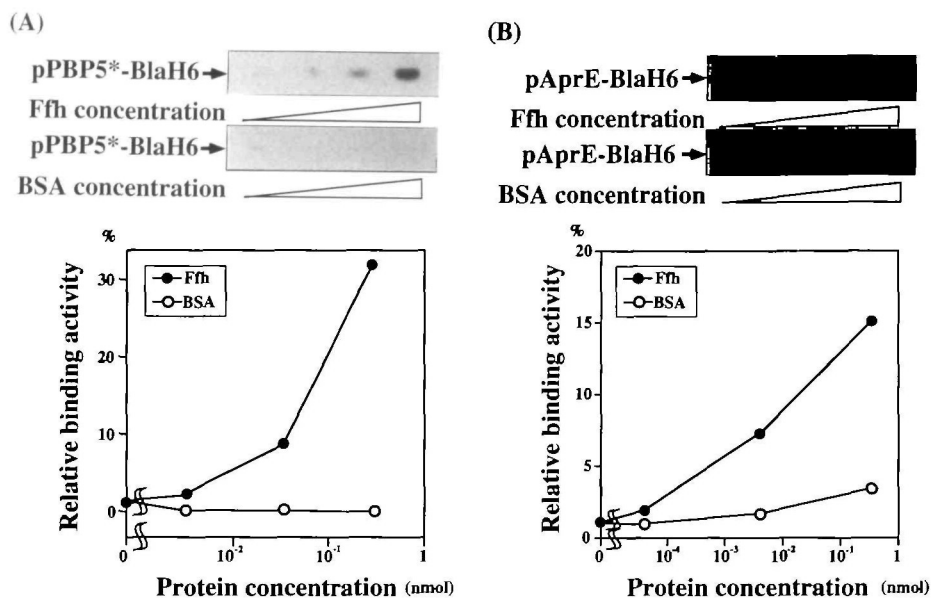 (A)
pPBP5*-BlaH6
Ffh concentration
pPBP5*-BlaH6
BSA concentration
%
Relative binding activity
30
20
10
0
Ffh
BSA
0 10⁻² 10⁻¹ 1
Protein concentration (nmol)
(B)
pAprE-BlaH6
Ffh concentration
pAprE-BlaH6
BSA concentration
%
Relative binding activity
20
15
10
5
0
Ffh
BSA
0 10⁻⁴ 10⁻³ 10⁻² 10⁻¹ 1
Protein concentration (nmol)